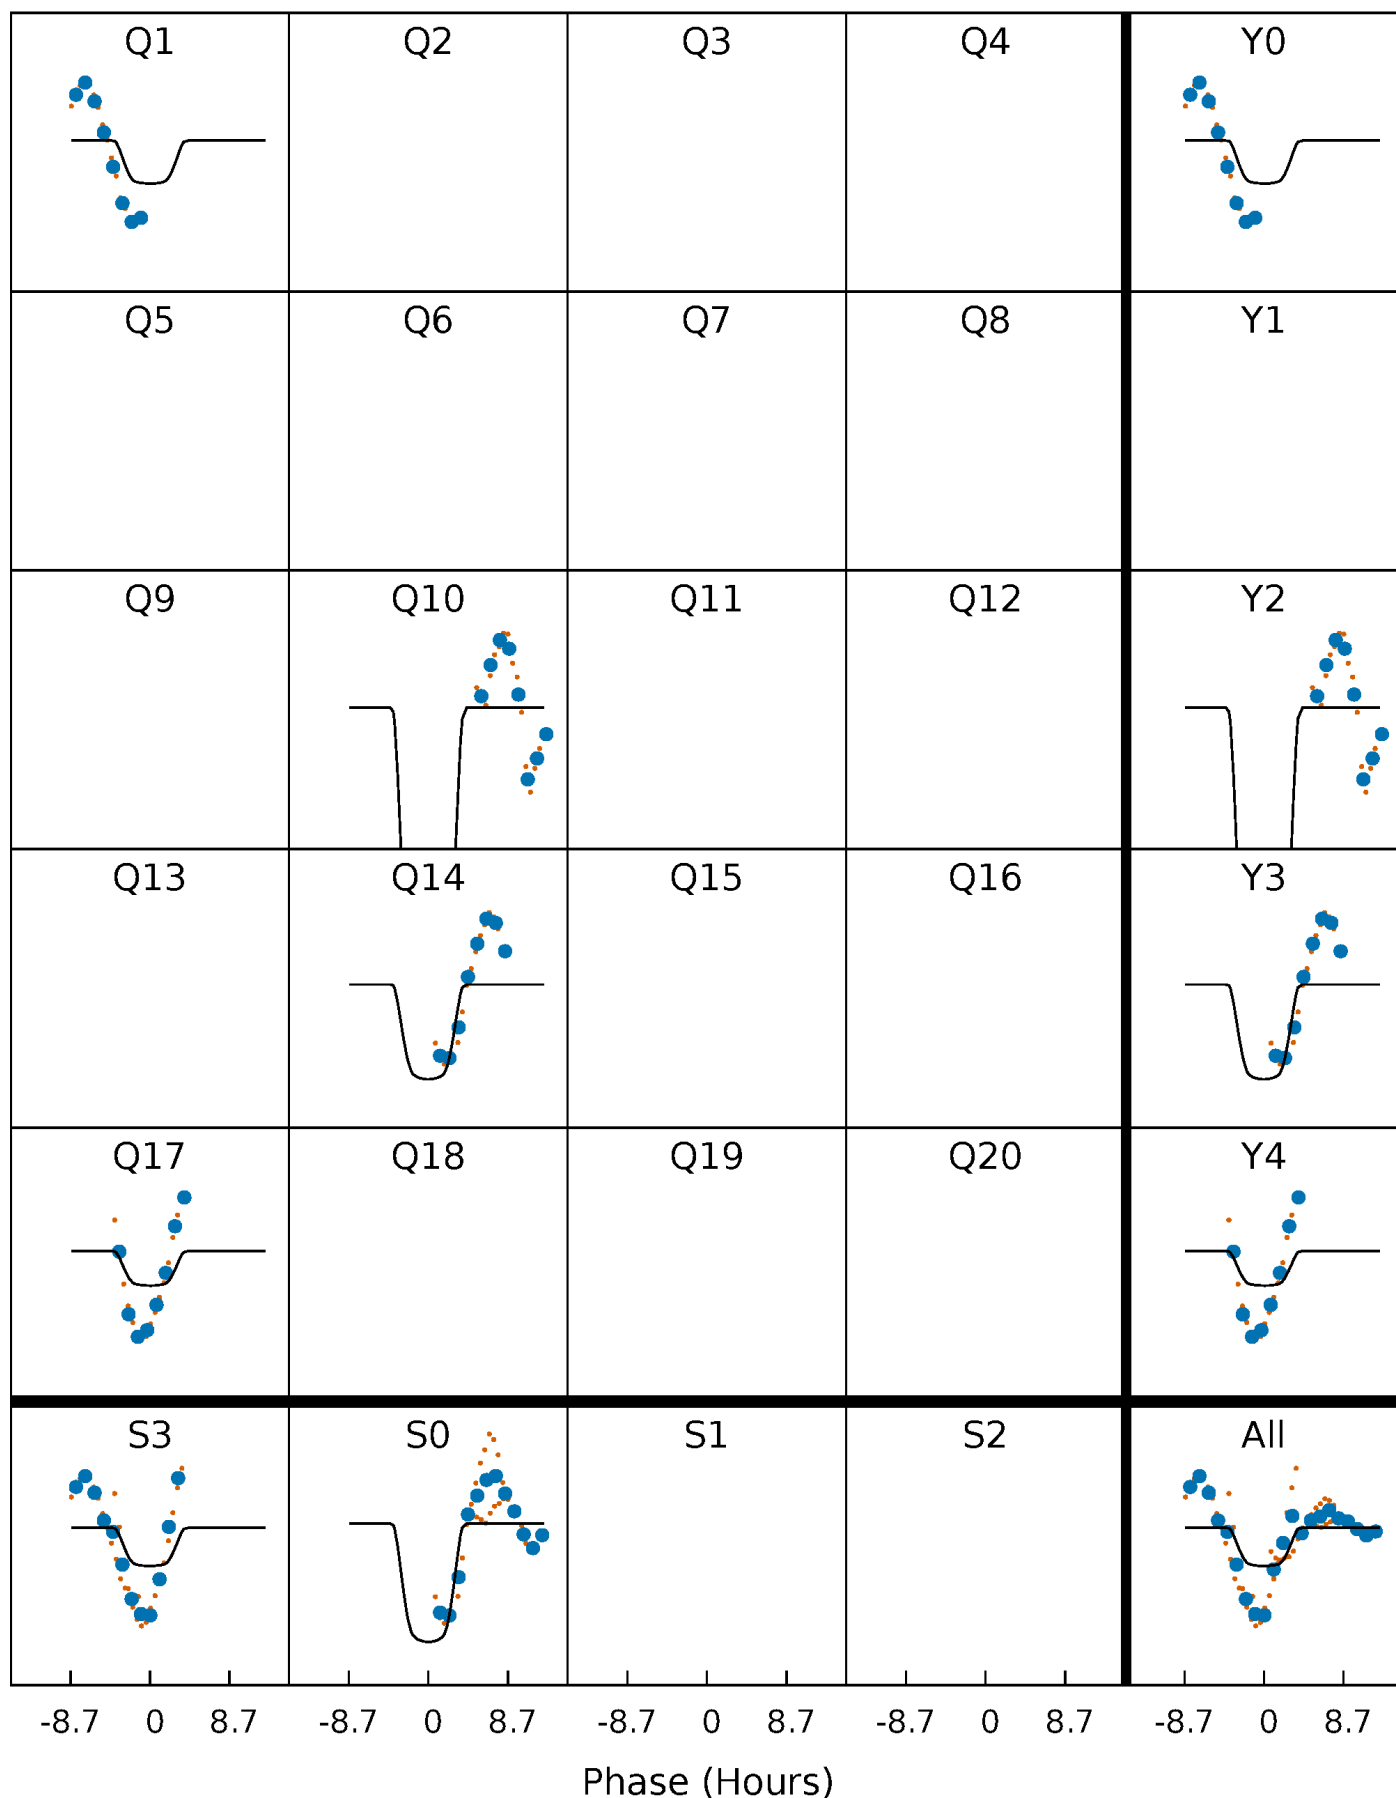 Q1 Q2 Q3 Q4 Y0
Q5 Q6 Q7 Q8 Y1
Q9 Q10 Q11 Q12 Y2
Q13 Q14 Q15 Q16 Y3
Q17 Q18 Q19 Q20 Y4
S3 S0 S1 S2 All
-8.7 0 8.7 -8.7 0 8.7 -8.7 0 8.7 -8.7 0 8.7 -8.7 0 8.7
Phase (Hours)